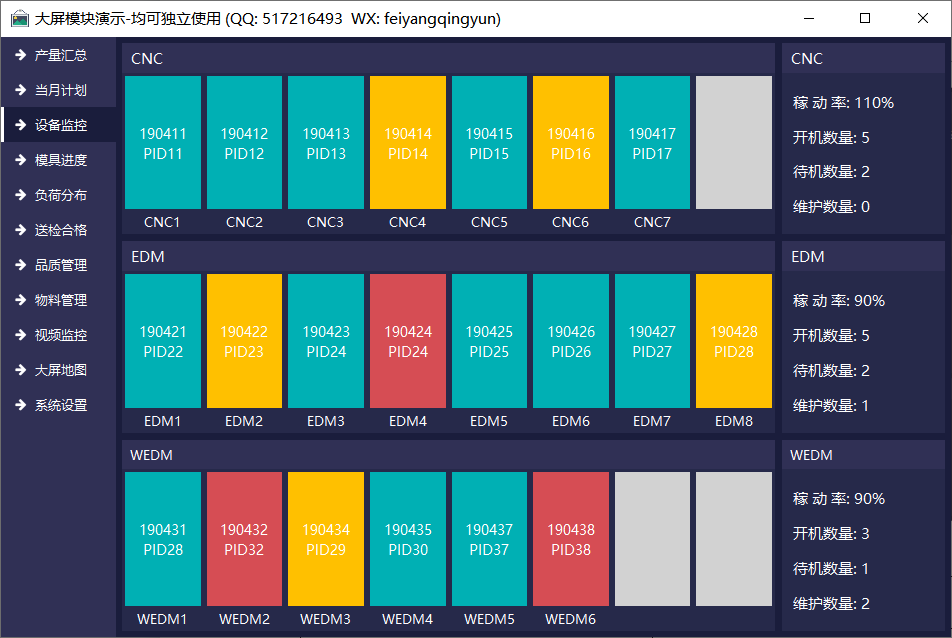 大屏模块演示-均可独立使用 (QQ: 517216493  WX: feiyangqingyun)
产量汇总
当月计划
设备监控
模具进度
负荷分布
送检合格
品质管理
物料管理
视频监控
大屏地图
系统设置
CNC
190411 190412 190413 190414 190415 190416 190417
PID11 PID12 PID13 PID14 PID15 PID16 PID17
CNC1 CNC2 CNC3 CNC4 CNC5 CNC6 CNC7
CNC
稼 动 率: 110%
开机数量: 5
待机数量: 2
维护数量: 0
EDM
190421 190422 190423 190424 190425 190426 190427 190428
PID22 PID23 PID24 PID24 PID25 PID26 PID27 PID28
EDM1 EDM2 EDM3 EDM4 EDM5 EDM6 EDM7 EDM8
EDM
稼 动 率: 90%
开机数量: 5
待机数量: 2
维护数量: 1
WEDM
190431 190432 190434 190435 190437 190438
PID28 PID32 PID29 PID30 PID37 PID38
WEDM1 WEDM2 WEDM3 WEDM4 WEDM5 WEDM6
WEDM
稼 动 率: 90%
开机数量: 3
待机数量: 1
维护数量: 2